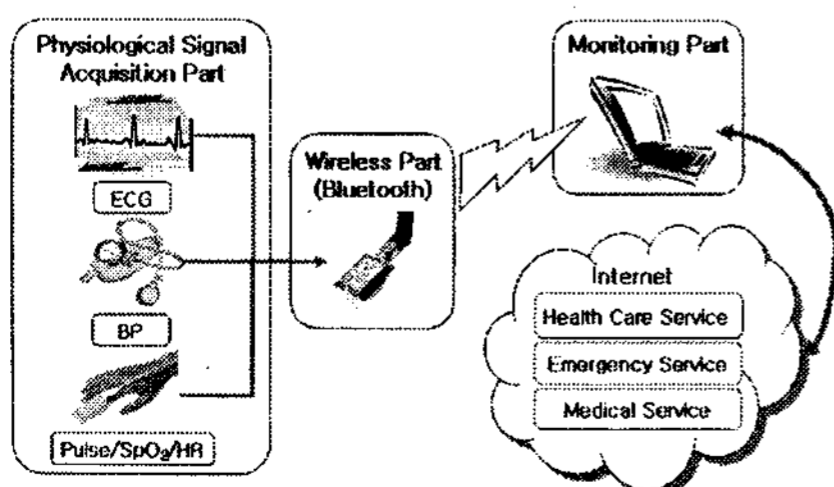 Physiological Signal
Acquisition Part
ECG
BP
Pulse/SpO₂/HR
Wireless Part
(Bluetooth)
Monitoring Part
Internet
Health Care Service
Emergency Service
Medical Service